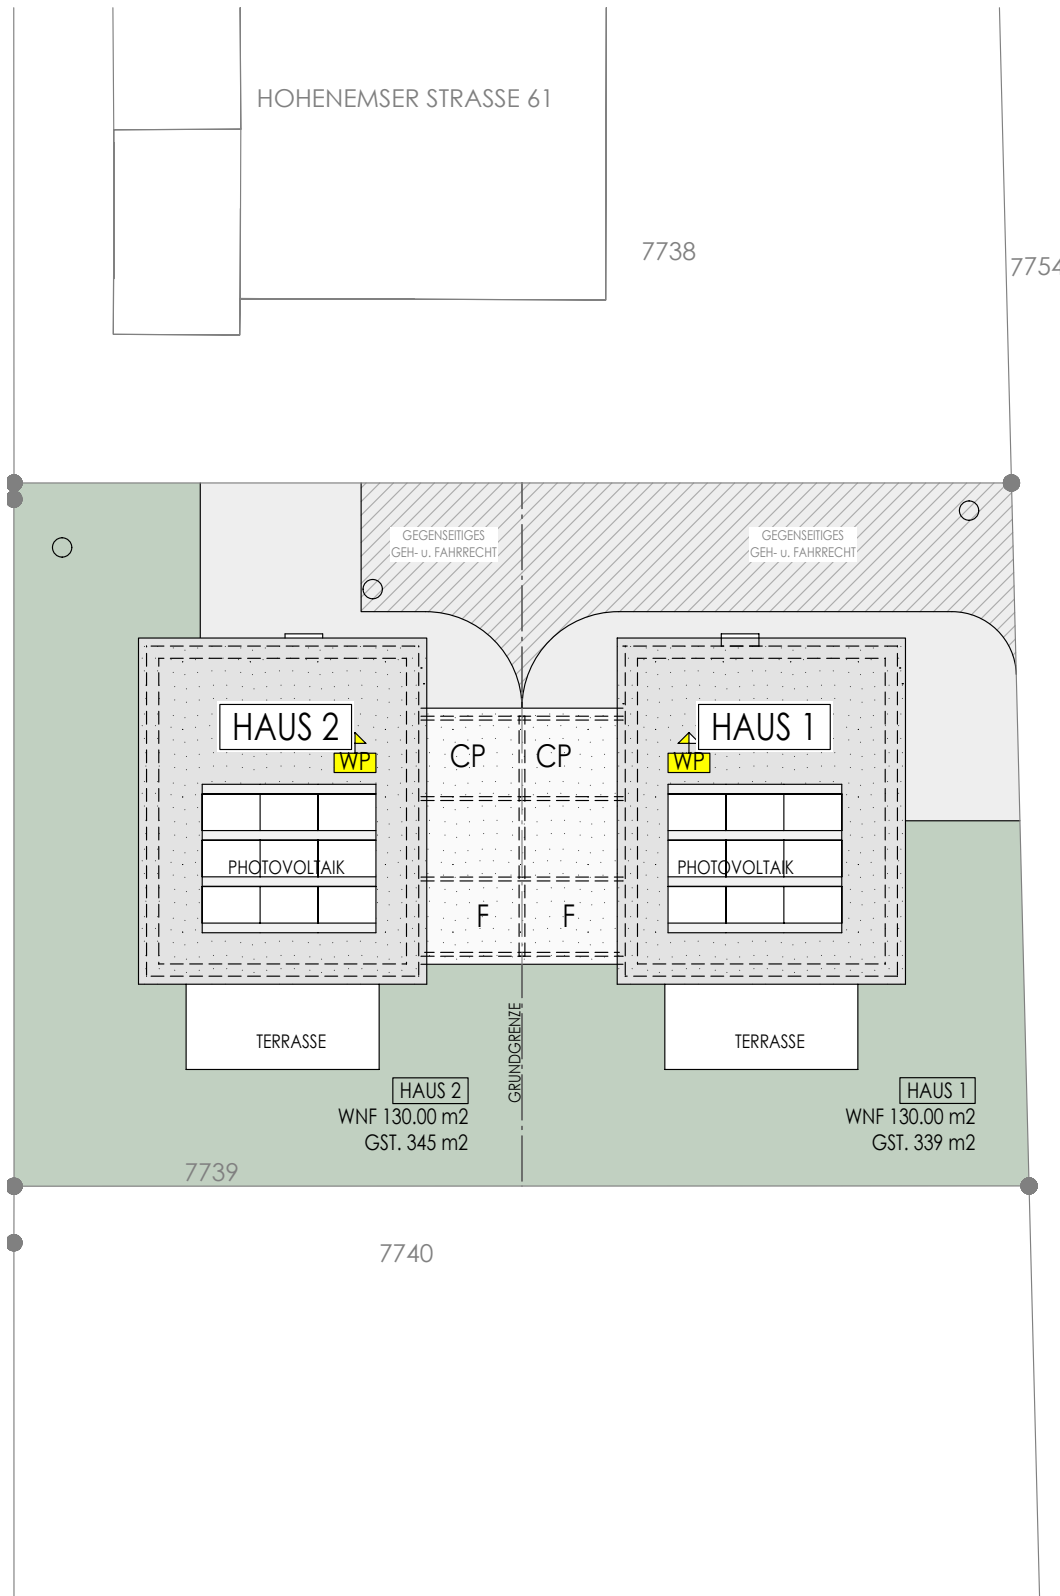 HOHENEMSER STRASSE 61
7738
7754
GEGENSEITIGES
GEH- u. FAHRRECHT
GEGENSEITIGES
GEH- u. FAHRRECHT
HAUS 2
WP
CP
CP
HAUS 1
WP
PHOTOVOLTAIK
PHOTOVOLTAIK
F
F
TERRASSE
GRUNDGRENZE
TERRASSE
HAUS 2
WNF 130.00 m2
GST. 345 m2
HAUS 1
WNF 130.00 m2
GST. 339 m2
7739
7740